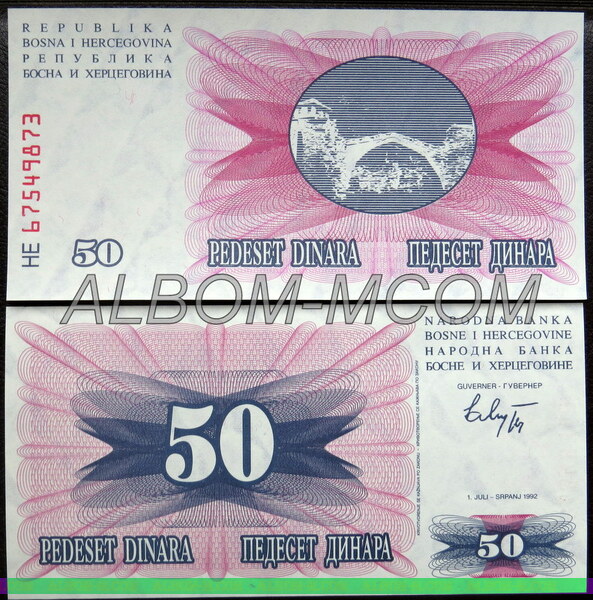 REPUBLIKA
BOSNA I HERCEGOVINA
РЕПУБЛИКА
БОСНА И ХЕРЦЕГОВИНА
HE 67549873
50
PEDESET DINARA
ПЕДЕСЕТ ДИНАРА
ALBOM-MCOM
NARODNA BANKA
BOSNE I HERCEGOVINE
НАРОДНА БАНКА
БОСНЕ И ХЕРЦЕГОВИНЕ
GUVERNER - ГУВЕРНЕР
50
1. JULI - SRPANJ 1992
PEDESET DINARA
ПЕДЕСЕТ ДИНАРА
50